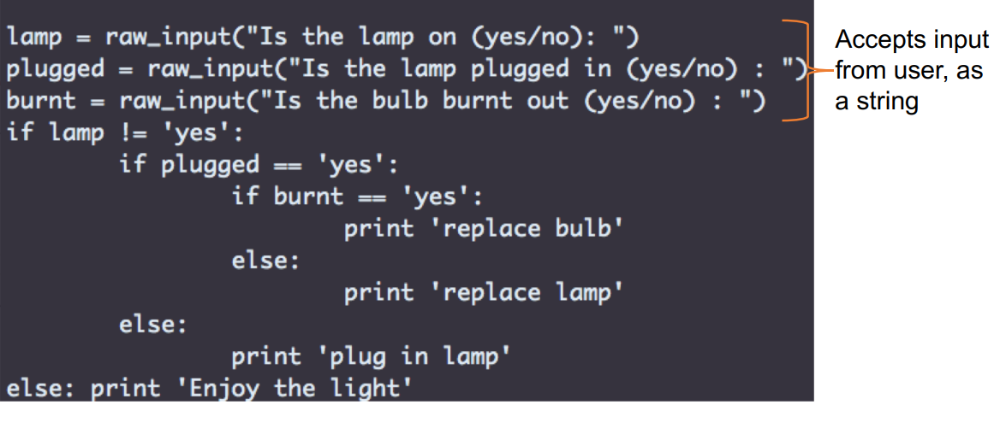 lamp = raw_input("Is the lamp on (yes/no): ")
plugged = raw_input("Is the lamp plugged in (yes/no) : ")
burnt = raw_input("Is the bulb burnt out (yes/no) : ")
if lamp != 'yes':
        if plugged == 'yes':
                if burnt == 'yes':
                        print 'replace bulb'
                else:
                        print 'replace lamp'
        else:
                print 'plug in lamp'
else: print 'Enjoy the light'
Accepts input
from user, as
a string